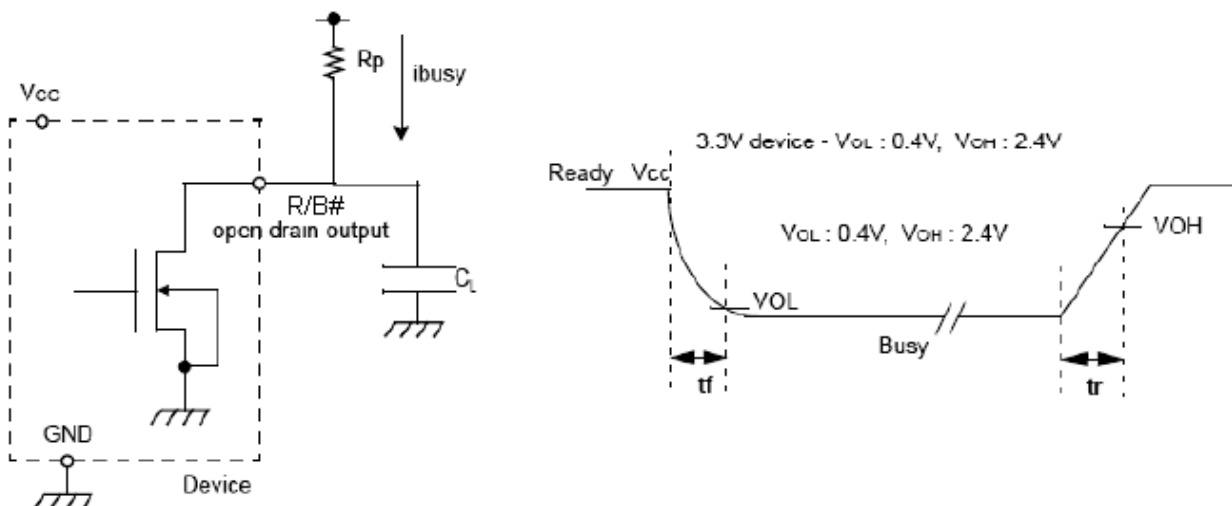 Rp
ibusy
Vcc
R/B#
open drain output
CL
GND
Device
3.3V device - VOL : 0.4V, VOH : 2.4V
Ready Vcc
VOL : 0.4V, VOH : 2.4V
VOH
VOL
Busy
tf
tr